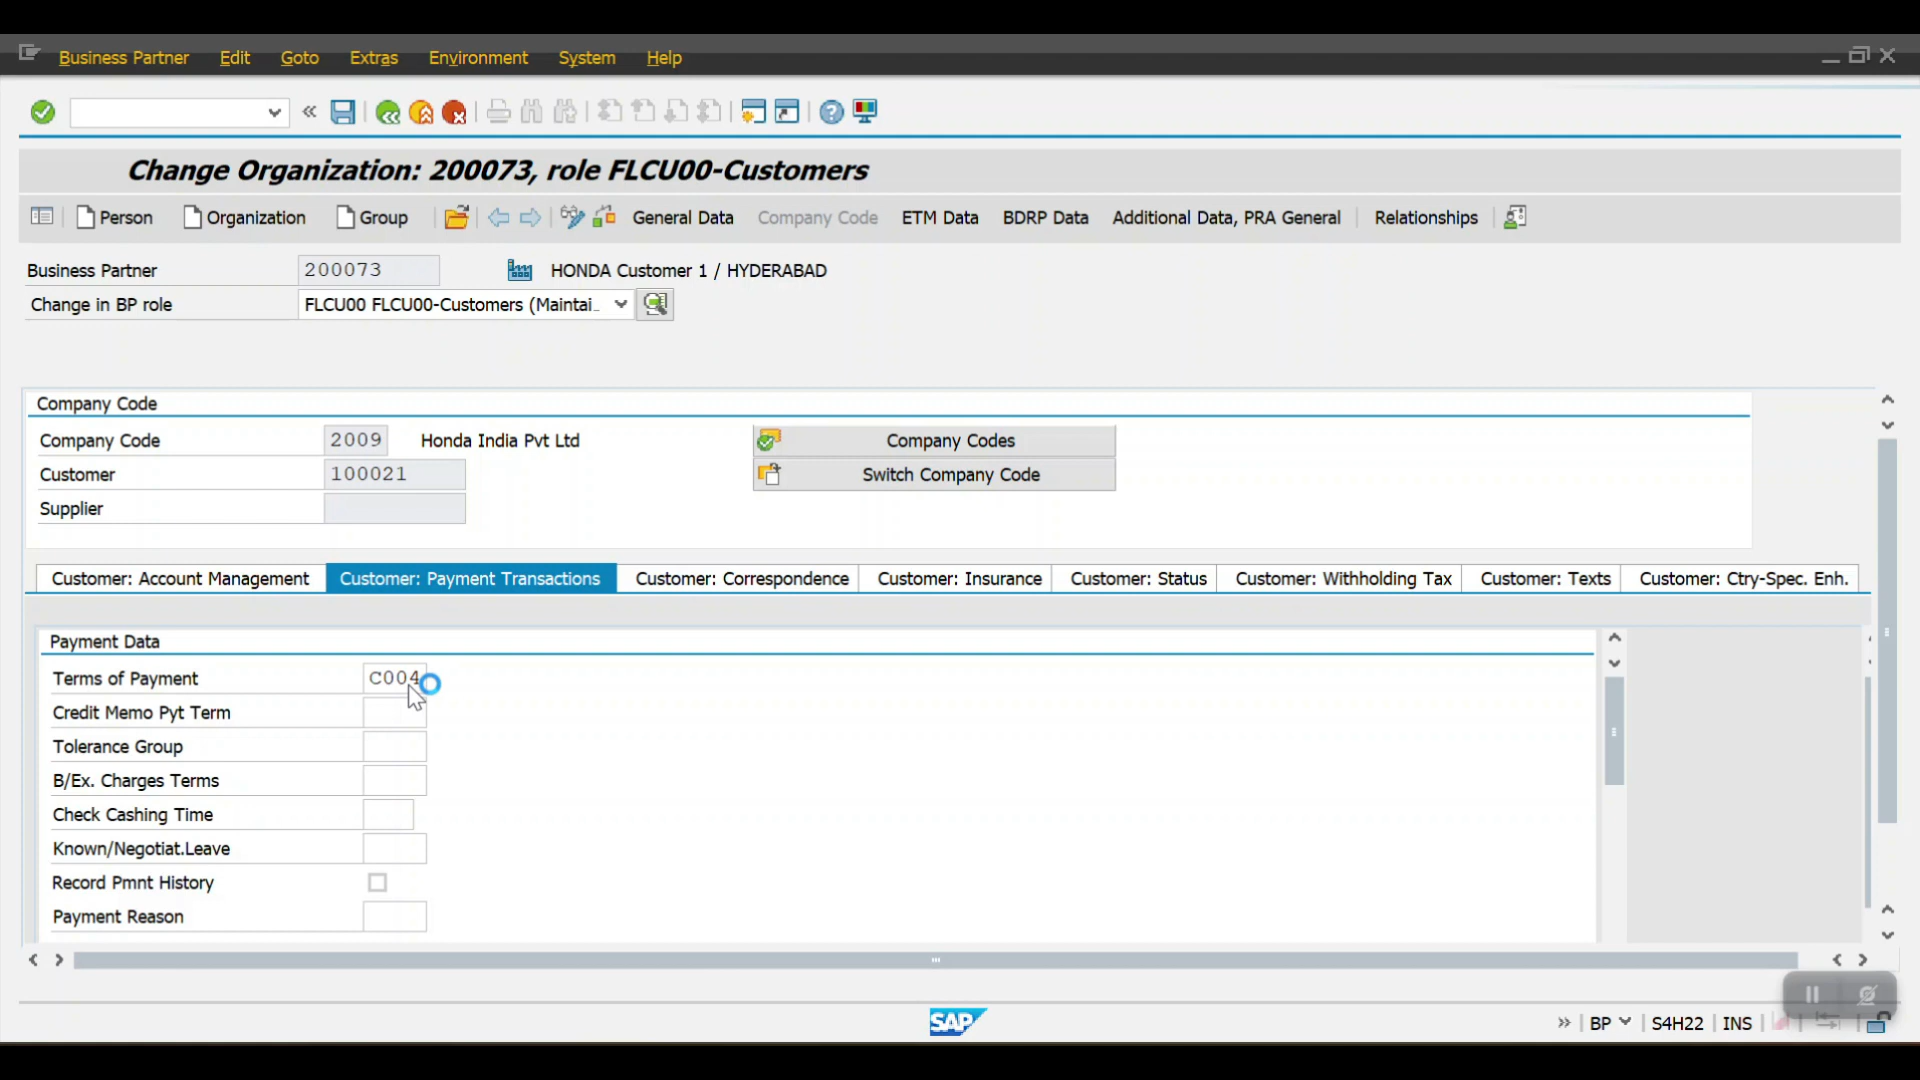 Business Partner Edit Goto Extras Environment System Help
Change Organization: 200073, role FLCU00-Customers
Person Organization Group General Data Company Code ETM Data BDRP Data Additional Data, PRA General Relationships
Business Partner 200073 HONDA Customer 1 / HYDERABAD
Change in BP role FLCU00 FLCU00-Customers (Maintai_
Company Code
Company Code 2009 Honda India Pvt Ltd Company Codes
Customer 100021 Switch Company Code
Supplier
Customer: Account Management Customer: Payment Transactions Customer: Correspondence Customer: Insurance Customer: Status Customer: Withholding Tax Customer: Texts Customer: Ctry-Spec. Enh.
Payment Data
Terms of Payment C004
Credit Memo Pyt Term
Tolerance Group
B/Ex. Charges Terms
Check Cashing Time
Known/Negotiat.Leave
Record Pmnt History
Payment Reason
SAP BP S4H22 INS